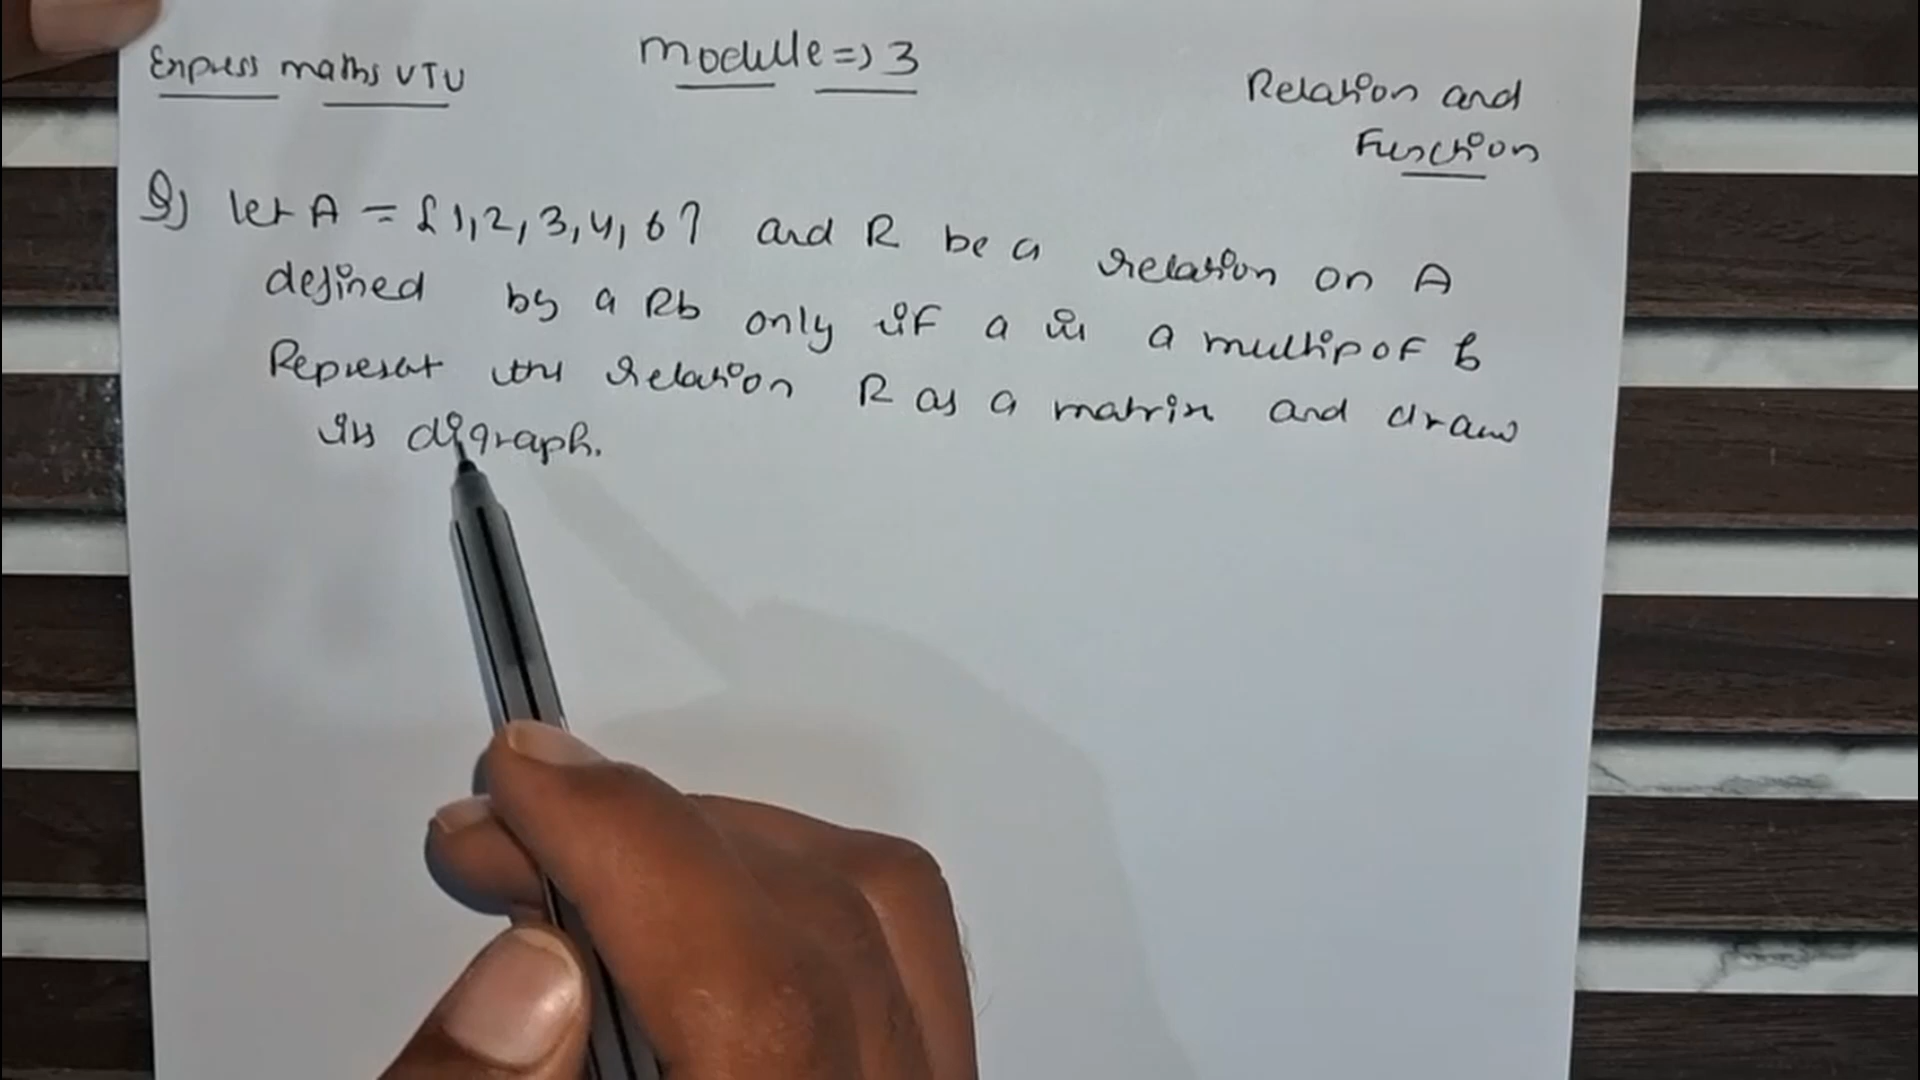 Express maths VTU
module => 3
Relation and
Function
Q) let A = {1,2,3,4,6} and R be a relation on A
defined by a Rb only if a is a multip of b
Represent the relation R as a matrix and draw
its digraph.